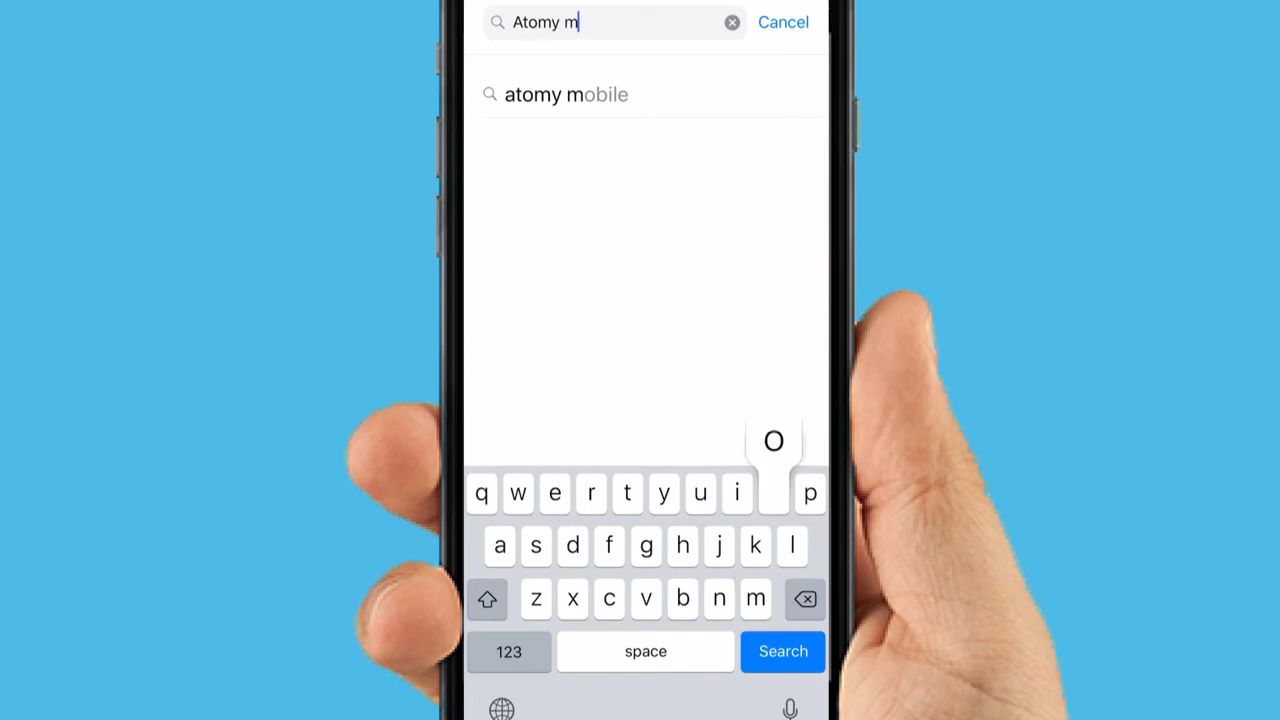 Atomy m Cancel
atomy mobile
O
q w e r t y u i p
a s d f g h j k l
z x c v b n m
123 space Search